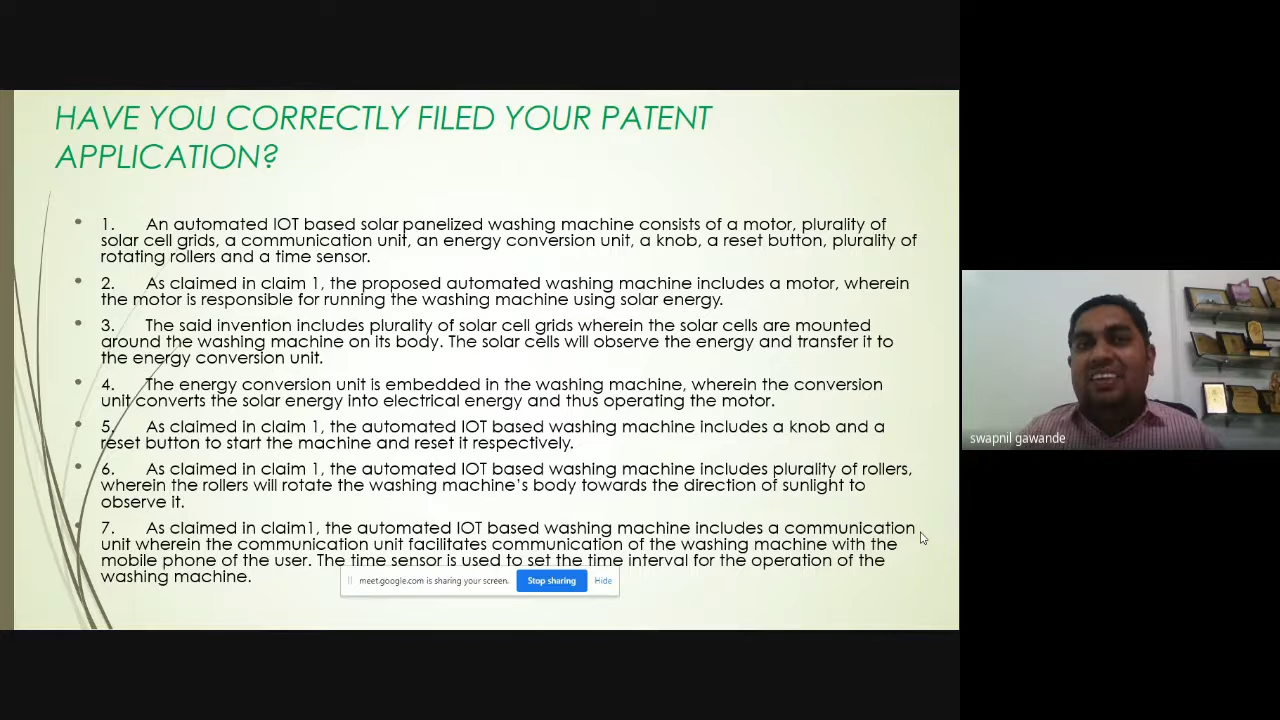 HAVE YOU CORRECTLY FILED YOUR PATENT
APPLICATION?
1. An automated IOT based solar panelized washing machine consists of a motor, plurality of
solar cell grids, a communication unit, an energy conversion unit, a knob, a reset button, plurality of
rotating rollers and a time sensor.
2. As claimed in claim 1, the proposed automated washing machine includes a motor, wherein
the motor is responsible for running the washing machine using solar energy.
3. The said invention includes plurality of solar cell grids wherein the solar cells are mounted
around the washing machine on its body. The solar cells will observe the energy and transfer it to
the energy conversion unit.
4. The energy conversion unit is embedded in the washing machine, wherein the conversion
unit converts the solar energy into electrical energy and thus operating the motor.
5. As claimed in claim 1, the automated IOT based washing machine includes a knob and a
reset button to start the machine and reset it respectively.
6. As claimed in claim 1, the automated IOT based washing machine includes plurality of rollers,
wherein the rollers will rotate the washing machine's body towards the direction of sunlight to
observe it.
7. As claimed in claim1, the automated IOT based washing machine includes a communication
unit wherein the communication unit facilitates communication of the washing machine with the
mobile phone of the user. The time sensor is used to set the time interval for the operation of the
washing machine.
meet.google.com is sharing your screen. Stop sharing Hide
swapnil gawande